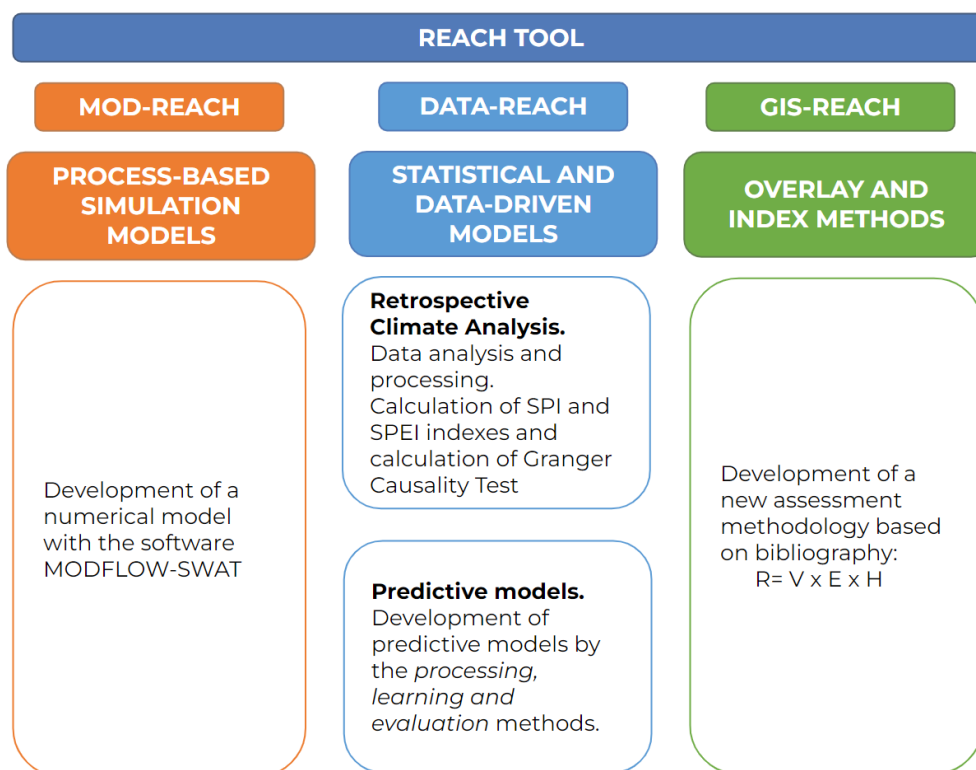 REACH TOOL
MOD-REACH
PROCESS-BASED
SIMULATION
MODELS
Development of a
numerical model
with the software
MODFLOW-SWAT
DATA-REACH
STATISTICAL AND
DATA-DRIVEN
MODELS
Retrospective
Climate Analysis.
Data analysis and
processing.
Calculation of SPI and
SPEI indexes and
calculation of Granger
Causality Test
Predictive models.
Development of
predictive models by
the processing,
learning and
evaluation methods.
GIS-REACH
OVERLAY AND
INDEX METHODS
Development of a
new assessment
methodology based
on bibliography:
R= V x E x H